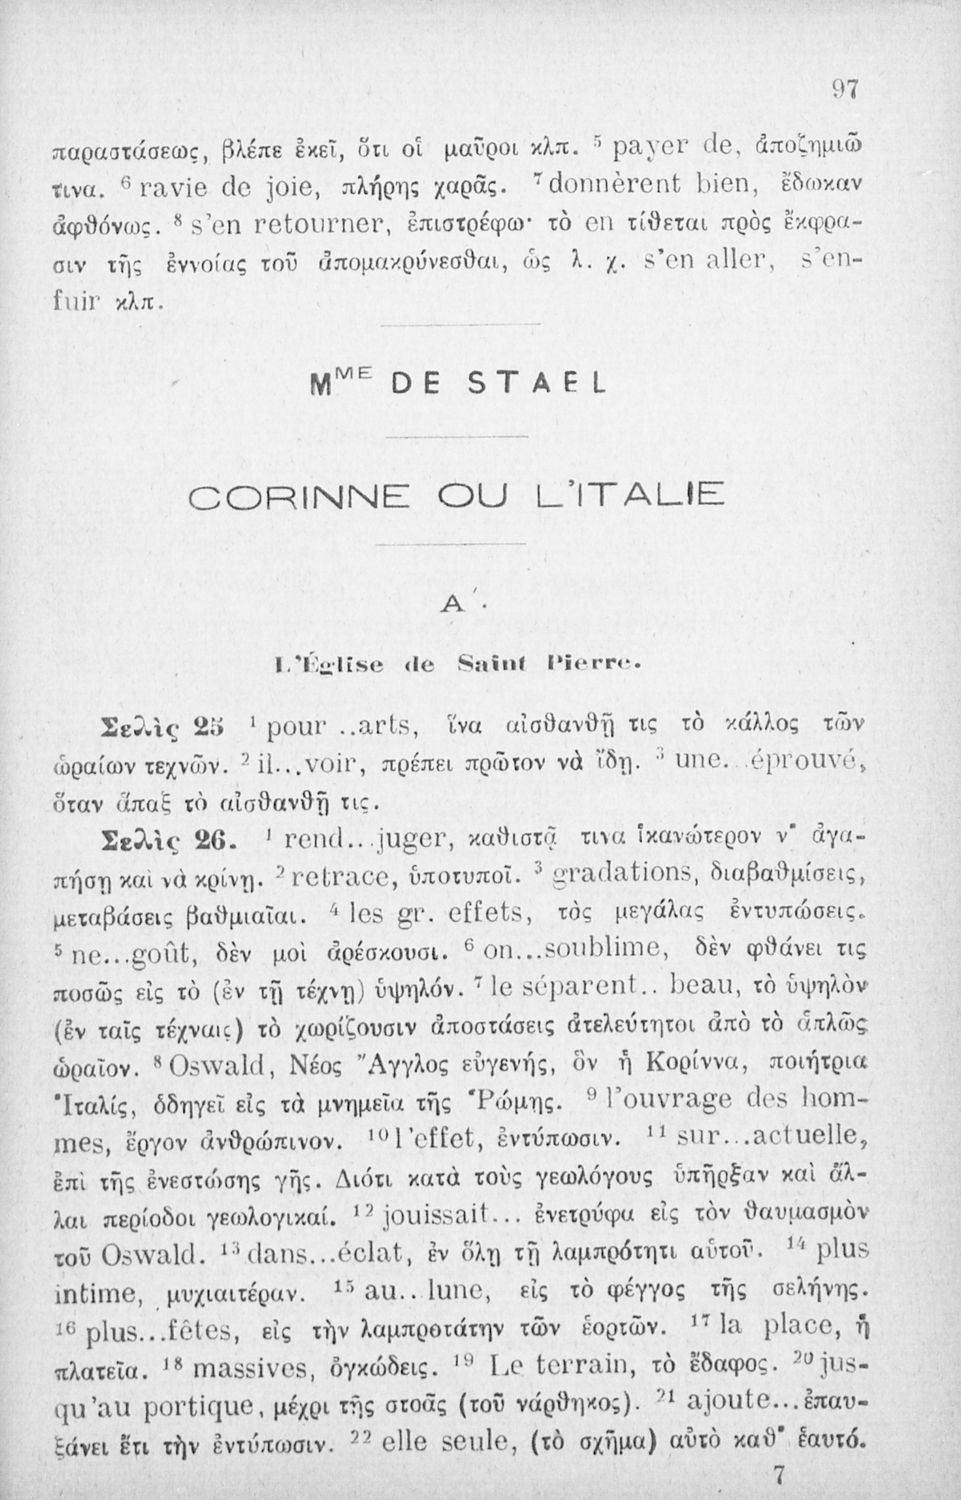 97
παραστάσεως, βλέπε ἐκεῖ, ὅτι οἱ μαῦροι κλπ. ⁵ payer de, ἀποζημιῶ
τινα. ⁶ ravie de joie, πλήρης χαρᾶς. ⁷ donnèrent bien, ἔδωκαν
ἀφθόνως. ⁸ s'en retourner, ἐπιστρέφω· τὸ en τίθεται πρὸς ἔκφρα-
σιν τῆς ἐννοίας τοῦ ἀπομακρύνεσθαι, ὡς λ. χ. s'en aller, s'en-
fuir κλπ.
Mᴹᴱ DE STAEL
CORINNE OU L'ITALIE
Α΄.
L'Église de Saint Pierre.
Σελὶς 25 ¹ pour ..arts, ἵνα αἰσθανθῇ τις τὸ κάλλος τῶν
ὡραίων τεχνῶν. ² il...voir, πρέπει πρῶτον νὰ ἴδῃ. ³ une. .éprouvé,
ὅταν ἅπαξ τὸ αἰσθανθῇ τις.
Σελὶς 26. ¹ rend...juger, καθιστᾷ τινα ἱκανώτερον ν' ἀγα-
πήσῃ καὶ νὰ κρίνῃ. ² retrace, ὑποτυποῖ. ³ gradations, διαβαθμίσεις,
μεταβάσεις βαθμιαῖαι. ⁴ les gr. effets, τὰς μεγάλας ἐντυπώσεις.
⁵ ne...goût, δὲν μοὶ ἀρέσκουσι. ⁶ on...soublime, δὲν φθάνει τις
ποσῶς εἰς τὸ (ἐν τῇ τέχνῃ) ὑψηλόν. ⁷ le séparent.. beau, τὸ ὑψηλὸν
(ἐν ταῖς τέχναις) τὸ χωρίζουσιν ἀποστάσεις ἀτελεύτητοι ἀπὸ τὸ ἁπλῶς
ὡραῖον. ⁸ Oswald, Νέος Ἄγγλος εὐγενής, ὃν ἡ Κορίννα, ποιήτρια
Ἰταλίς, ὁδηγεῖ εἰς τὰ μνημεῖα τῆς Ῥώμης. ⁹ l'ouvrage des hom-
mes, ἔργον ἀνθρώπινον. ¹⁰ l'effet, ἐντύπωσιν. ¹¹ sur...actuelle,
ἐπὶ τῆς ἐνεστώσης γῆς. Διότι κατὰ τοὺς γεωλόγους ὑπῆρξαν καὶ ἄλ-
λαι περίοδοι γεωλογικαί. ¹² jouissait... ἐνετρύφα εἰς τὸν θαυμασμὸν
τοῦ Oswald. ¹³ dans...éclat, ἐν ὅλῃ τῇ λαμπρότητι αὐτοῦ. ¹⁴ plus
intime, μυχιαιτέραν. ¹⁵ au.. lune, εἰς τὸ φέγγος τῆς σελήνης.
¹⁶ plus...fêtes, εἰς τὴν λαμπροτάτην τῶν ἑορτῶν. ¹⁷ la place, ἡ
πλατεῖα. ¹⁸ massives, ὀγκώδεις. ¹⁹ Le terrain, τὸ ἔδαφος. ²⁰ jus-
qu'au portique, μέχρι τῆς στοᾶς (τοῦ νάρθηκος). ²¹ ajoute...ἐπαυ-
ξάνει ἔτι τὴν ἐντύπωσιν. ²² elle seule, (τὸ σχῆμα) αὐτὸ καθ' ἑαυτό.
7